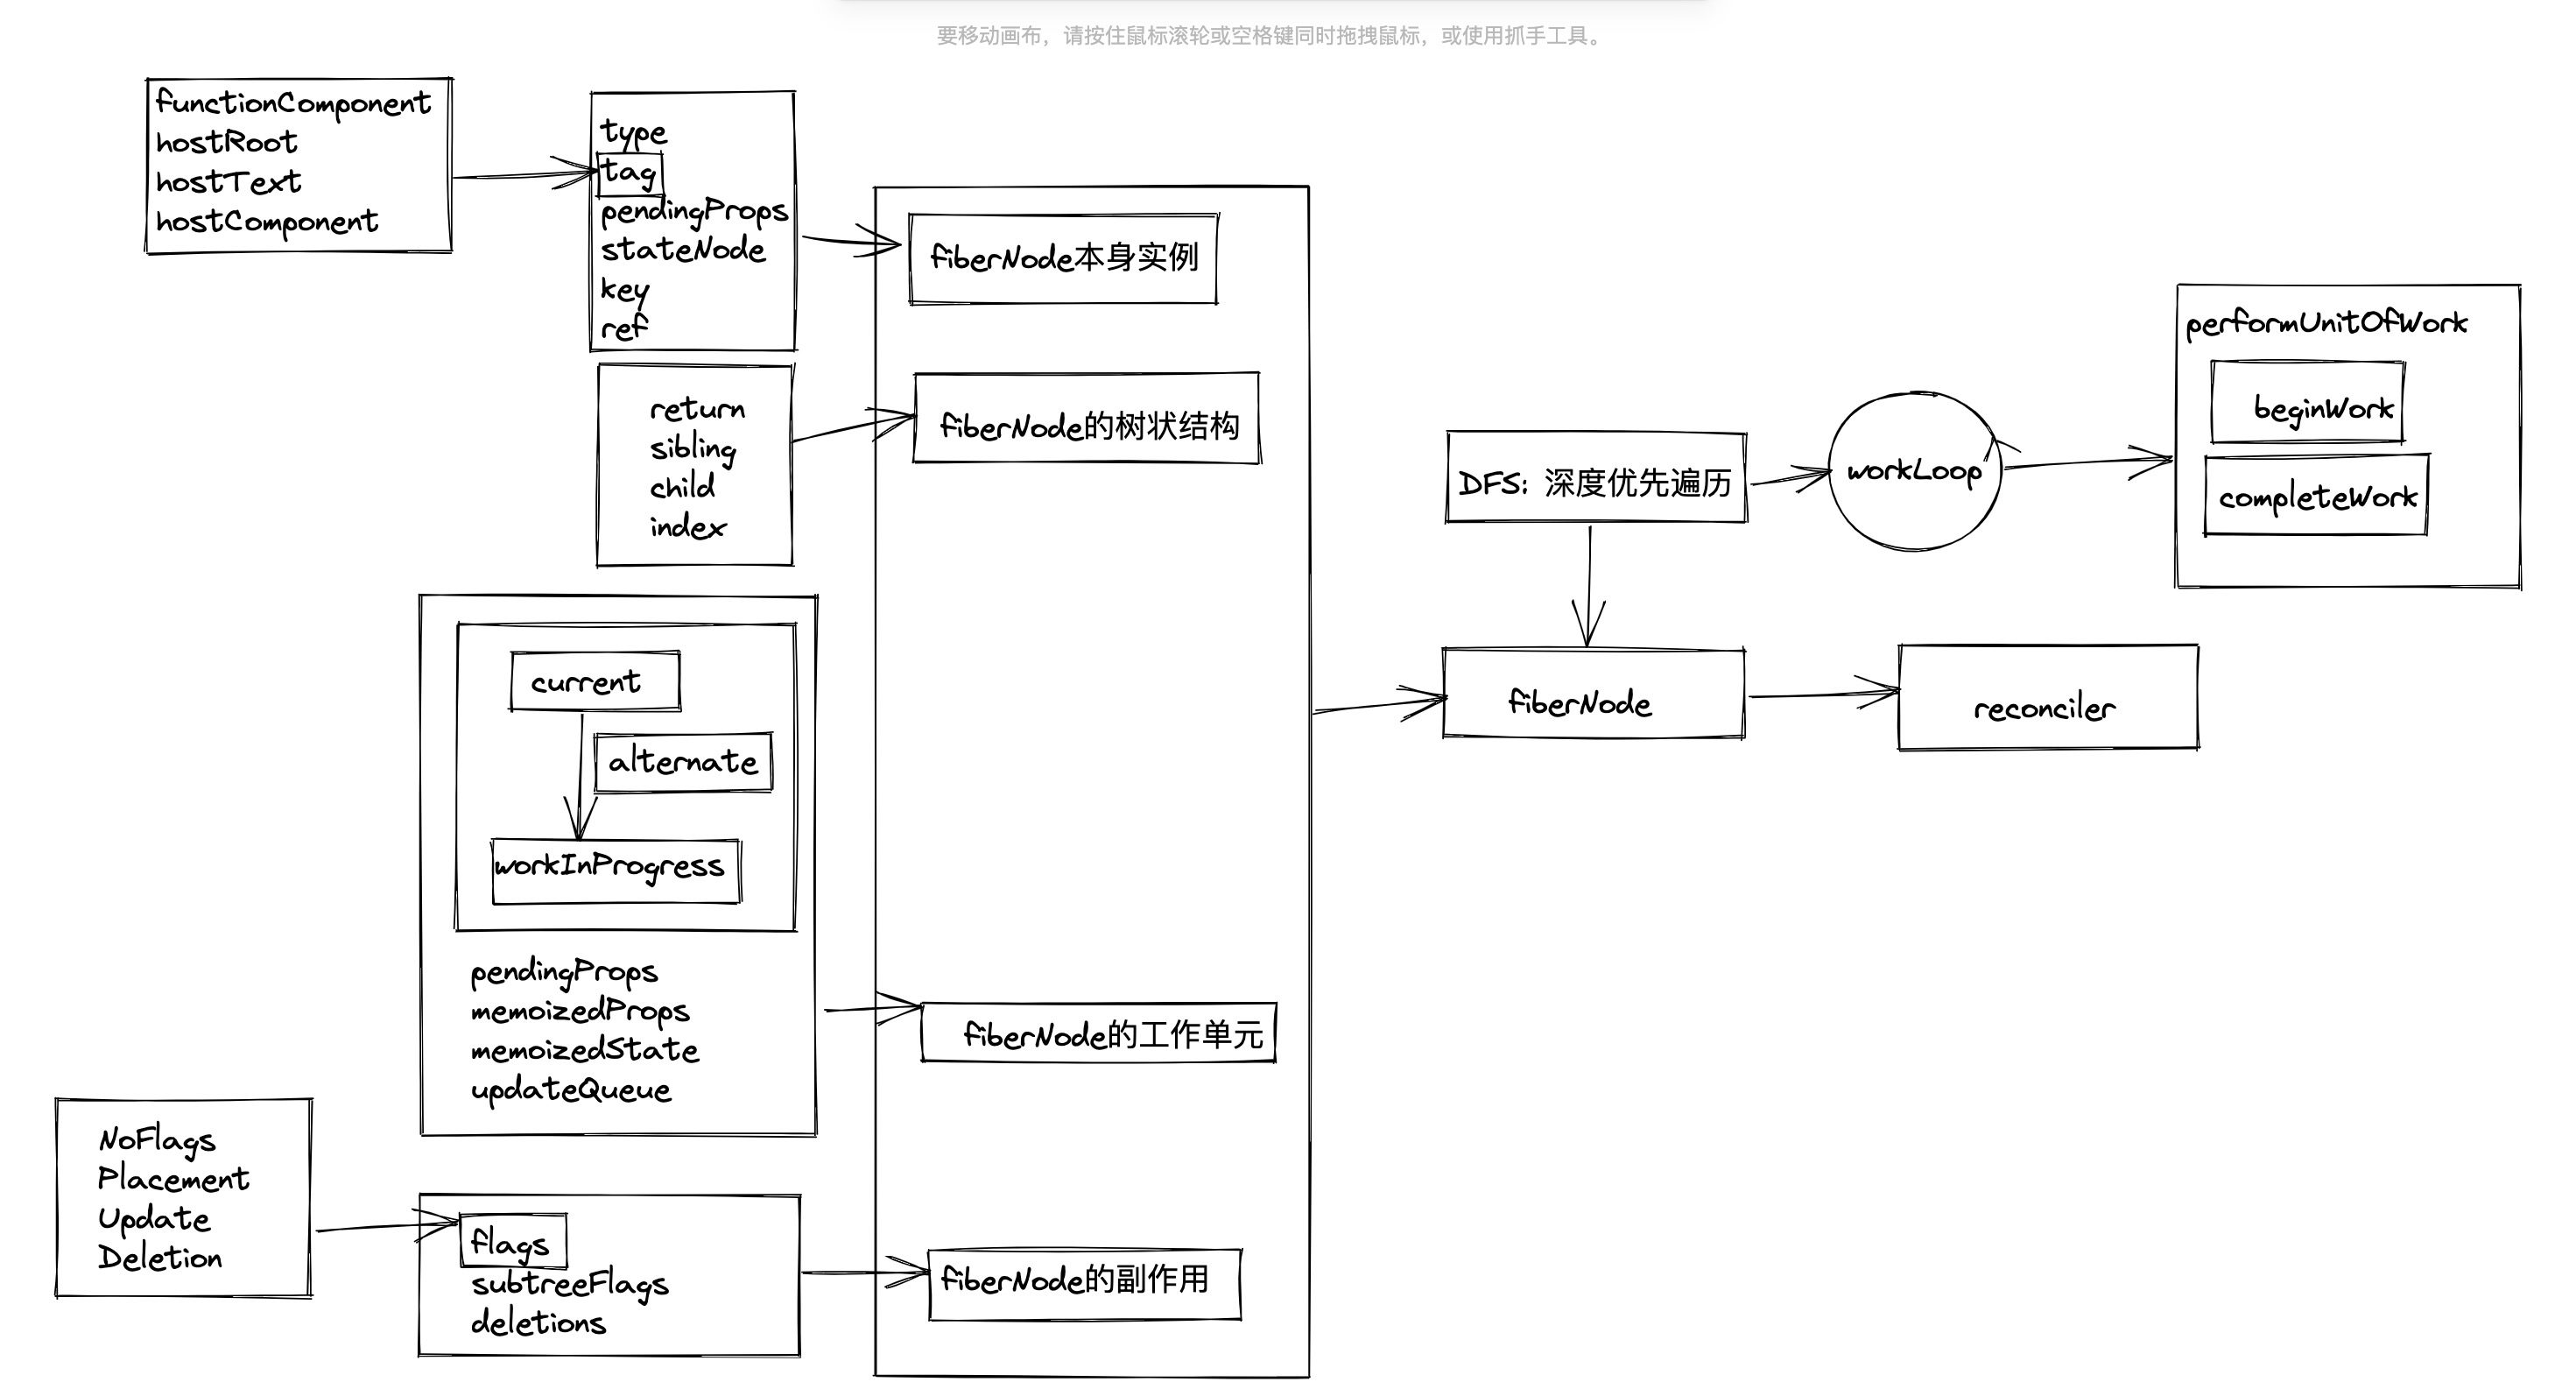 要移动画布，请按住鼠标滚轮或空格键同时拖拽鼠标，或使用抓手工具。
functionComponent
hostRoot
hostText
hostComponent
type
tag
pendingProps
stateNode
key
ref
fiberNode本身实例
return
sibling
child
index
fiberNode的树状结构
current
alternate
workInProgress
pendingProps
memoizedProps
memoizedState
updateQueue
fiberNode的工作单元
NoFlags
Placement
Update
Deletion
flags
subtreeFlags
deletions
fiberNode的副作用
DFS: 深度优先遍历
workLoop
performUnitOfWork
beginWork
completeWork
fiberNode
reconciler